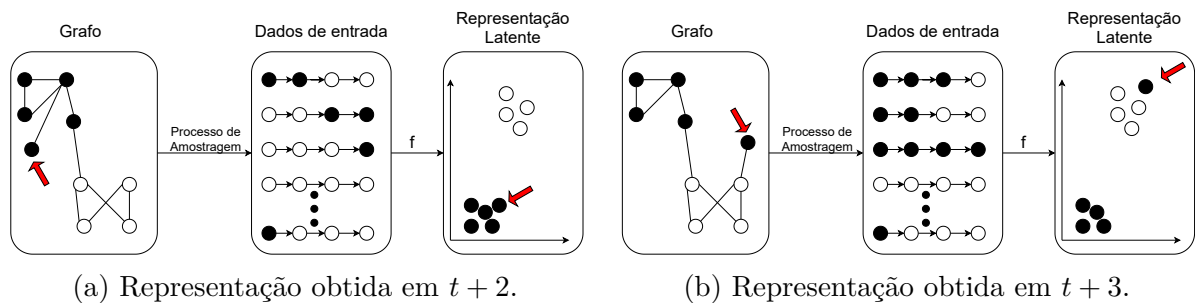 Grafo
Dados de entrada
Representação
Latente
Processo de
Amostragem
f
(a) Representação obtida em t + 2.
Grafo
Dados de entrada
Representação
Latente
Processo de
Amostragem
f
(b) Representação obtida em t + 3.